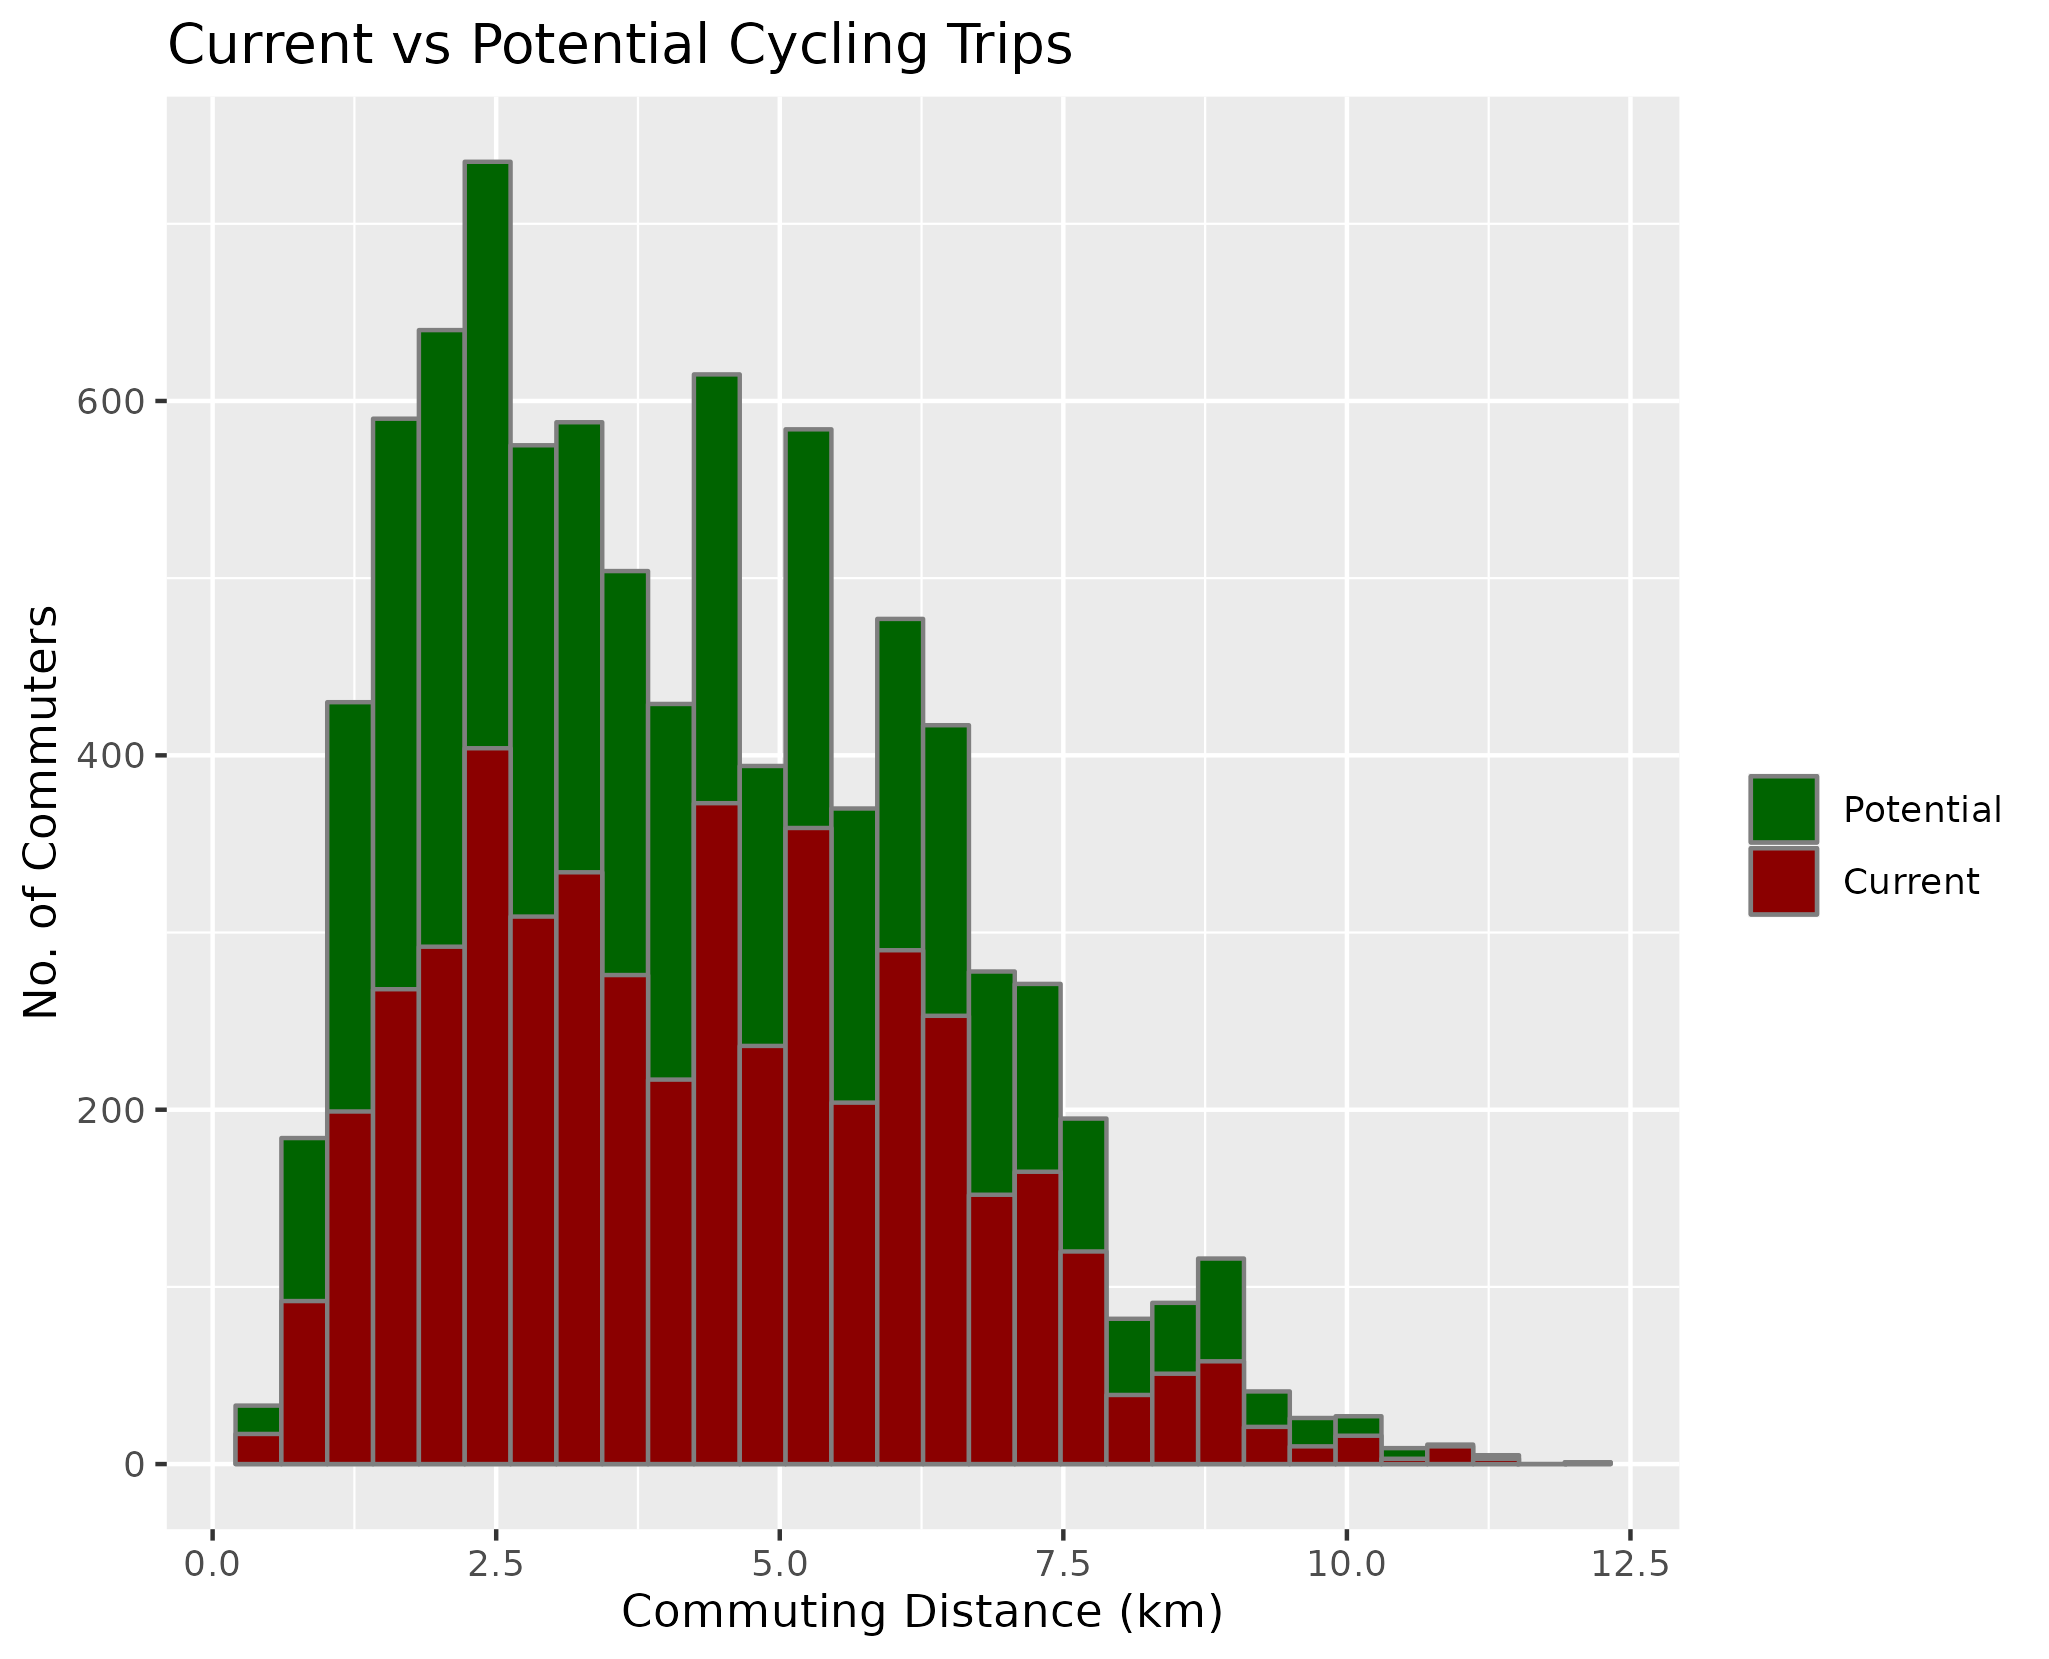 Current vs Potential Cycling Trips
No. of Commuters
600
400
200
0
0.0 2.5 5.0 7.5 10.0 12.5
Commuting Distance (km)
Potential
Current